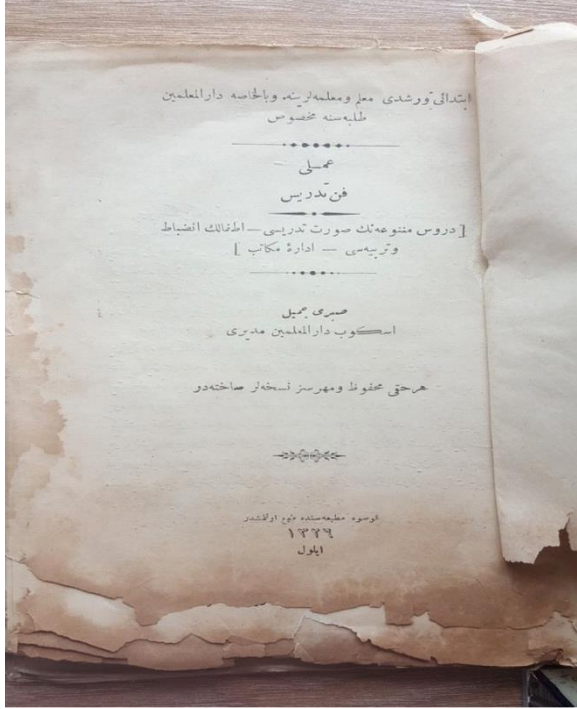 ابتدائی ورشدی معلم ومعلمه‌لرینه وبالخاصه دارالمعلمین
طلبه‌سنه مخصوص
عملی
فن تدریس
[ دروس متنوعه‌نك صورت تدریسی — اطفالك انضباط
وتربیه‌سی — ادارهٔ مکاتب ]
صبری جمیل
اسکوب دارالمعلمین مدیری
هر حقی محفوظ ومهرسز نسخه‌لر ساخته‌در
قوصوه مطبعه‌سنده طبع اولنمشدر
ایلول